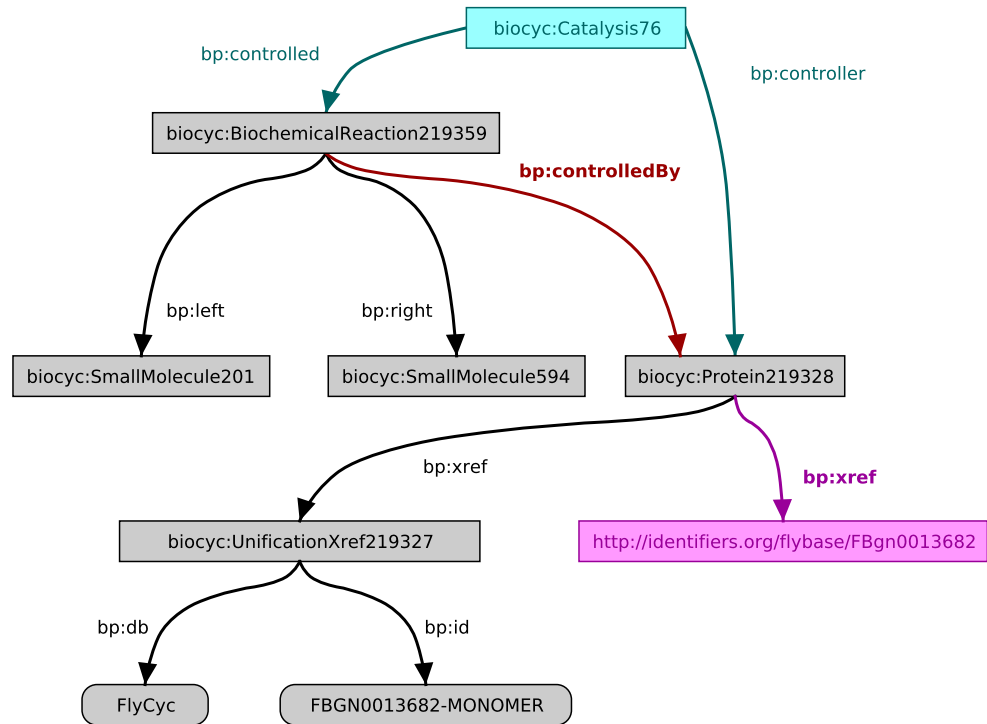 biocyc:Catalysis76
bp:controlled
bp:controller
biocyc:BiochemicalReaction219359
bp:controlledBy
bp:left
bp:right
biocyc:SmallMolecule201
biocyc:SmallMolecule594
biocyc:Protein219328
bp:xref
bp:xref
biocyc:UnificationXref219327
http://identifiers.org/flybase/FBgn0013682
bp:db
bp:id
FlyCyc
FBGN0013682-MONOMER